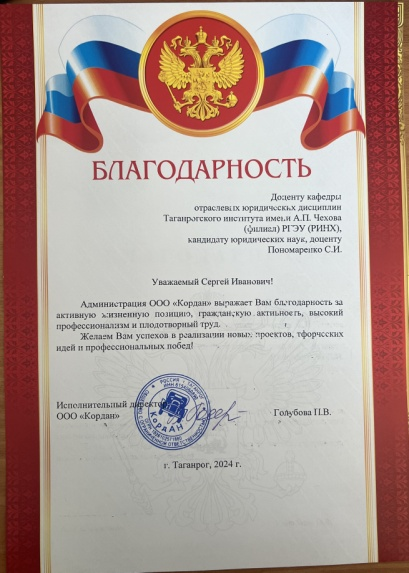 БЛАГОДАРНОСТЬ
Доценту кафедры
отраслевых юридических дисциплин
Таганрогского института имени А.П. Чехова
(филиал) РГЭУ (РИНХ),
кандидату юридических наук, доценту
Пономаренко С.И.
Уважаемый Сергей Иванович!
Администрация ООО «Кордан» выражает Вам благодарность за
активную жизненную позицию, гражданскую активность, высокий
профессионализм и плодотворный труд.
Желаем Вам успехов в реализации новых проектов, творческих
идей и профессиональных побед!
Исполнительный директор
ООО «Кордан»
Голубова П.В.
КОРДАН
г. Таганрог, 2024 г.